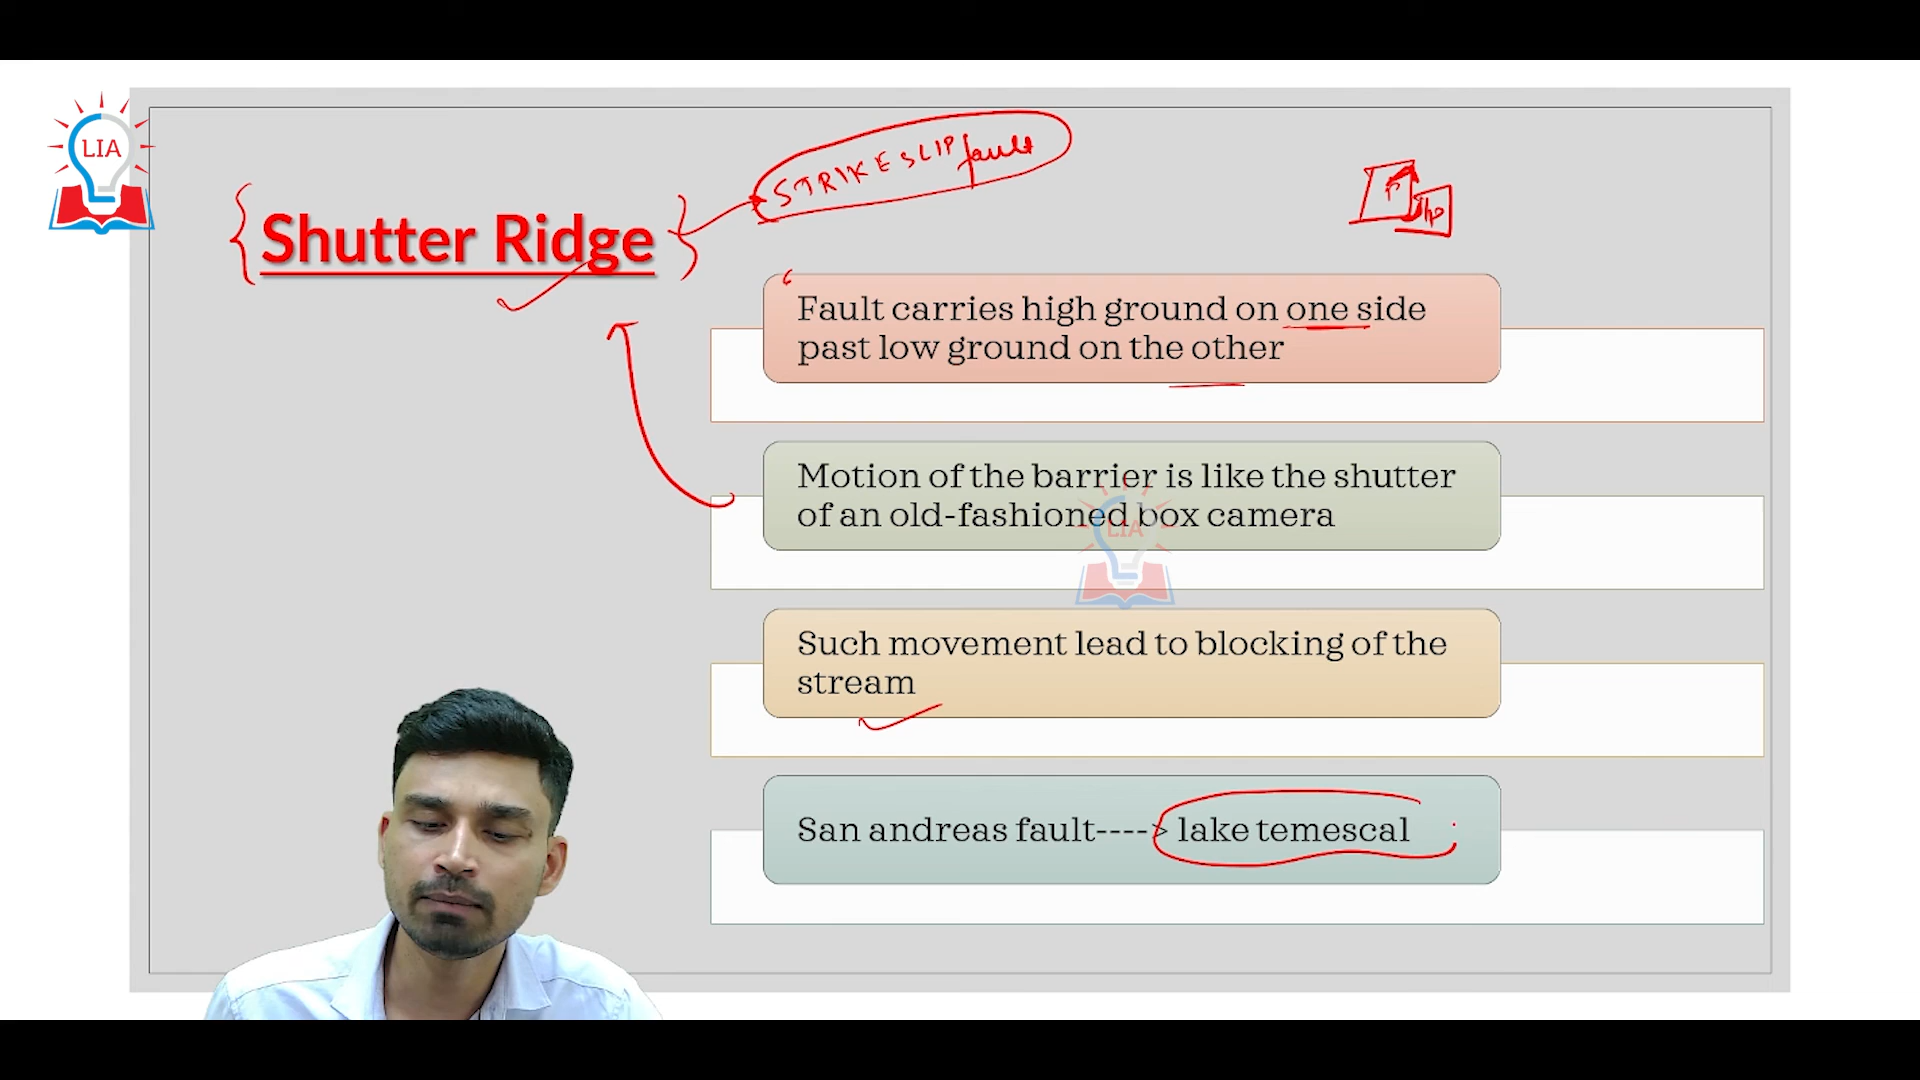 LIA
STRIKE SLIP fault
Shutter Ridge
Fault carries high ground on one side
past low ground on the other
Motion of the barrier is like the shutter
of an old-fashioned box camera
LIA
Such movement lead to blocking of the
stream
San andreas fault----> lake temescal